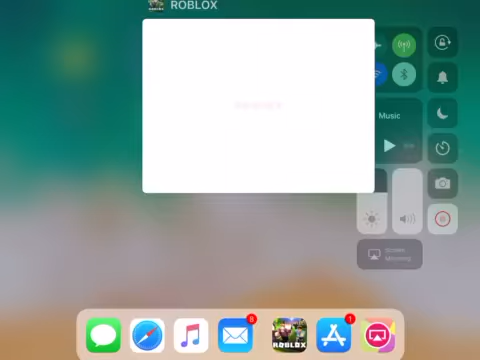 ROBLOX
Music
Screen
Mirroring
8
1
ROBLOX